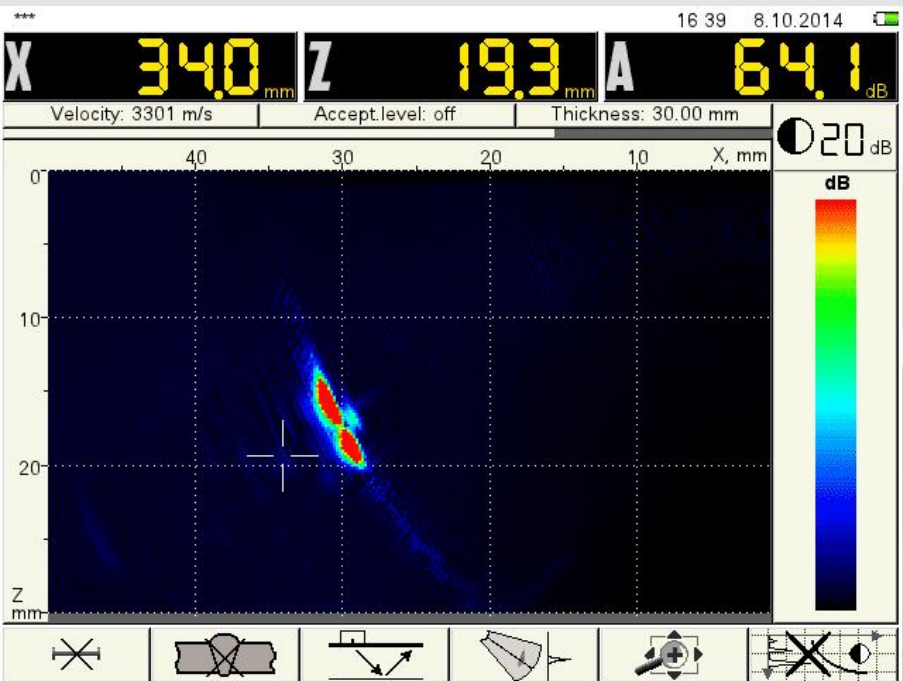 *** 16 39 8.10.2014
X 34.0 mm Z 19.3 mm A 64.1 dB
Velocity: 3301 m/s Accept.level: off Thickness: 30.00 mm
20 dB
40 30 20 10 X, mm
dB
0
10
20
Z
mm